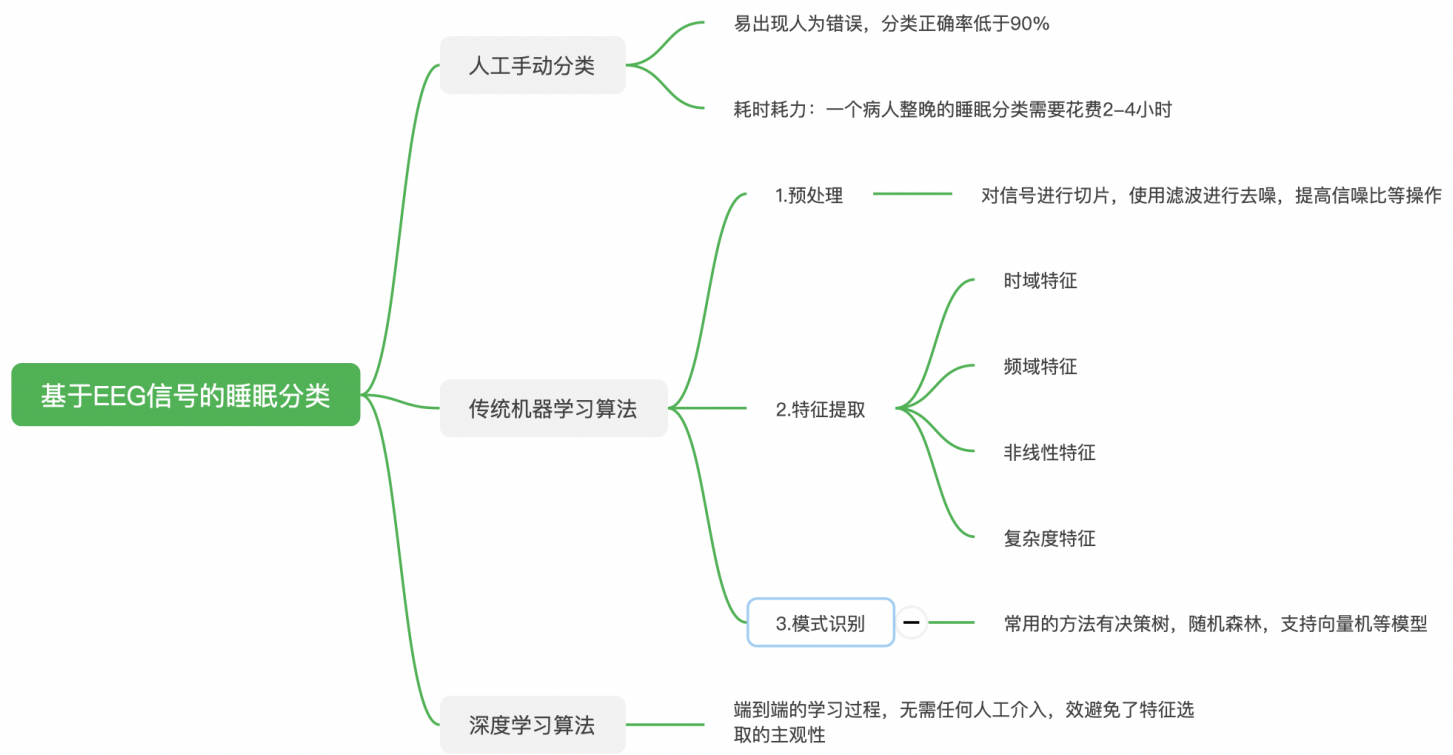 基于EEG信号的睡眠分类
人工手动分类
易出现人为错误，分类正确率低于90%
耗时耗力：一个病人整晚的睡眠分类需要花费2-4小时
传统机器学习算法
1.预处理
对信号进行切片，使用滤波进行去噪，提高信噪比等操作
2.特征提取
时域特征
频域特征
非线性特征
复杂度特征
3.模式识别
常用的方法有决策树，随机森林，支持向量机等模型
深度学习算法
端到端的学习过程，无需任何人工介入，效避免了特征选
取的主观性